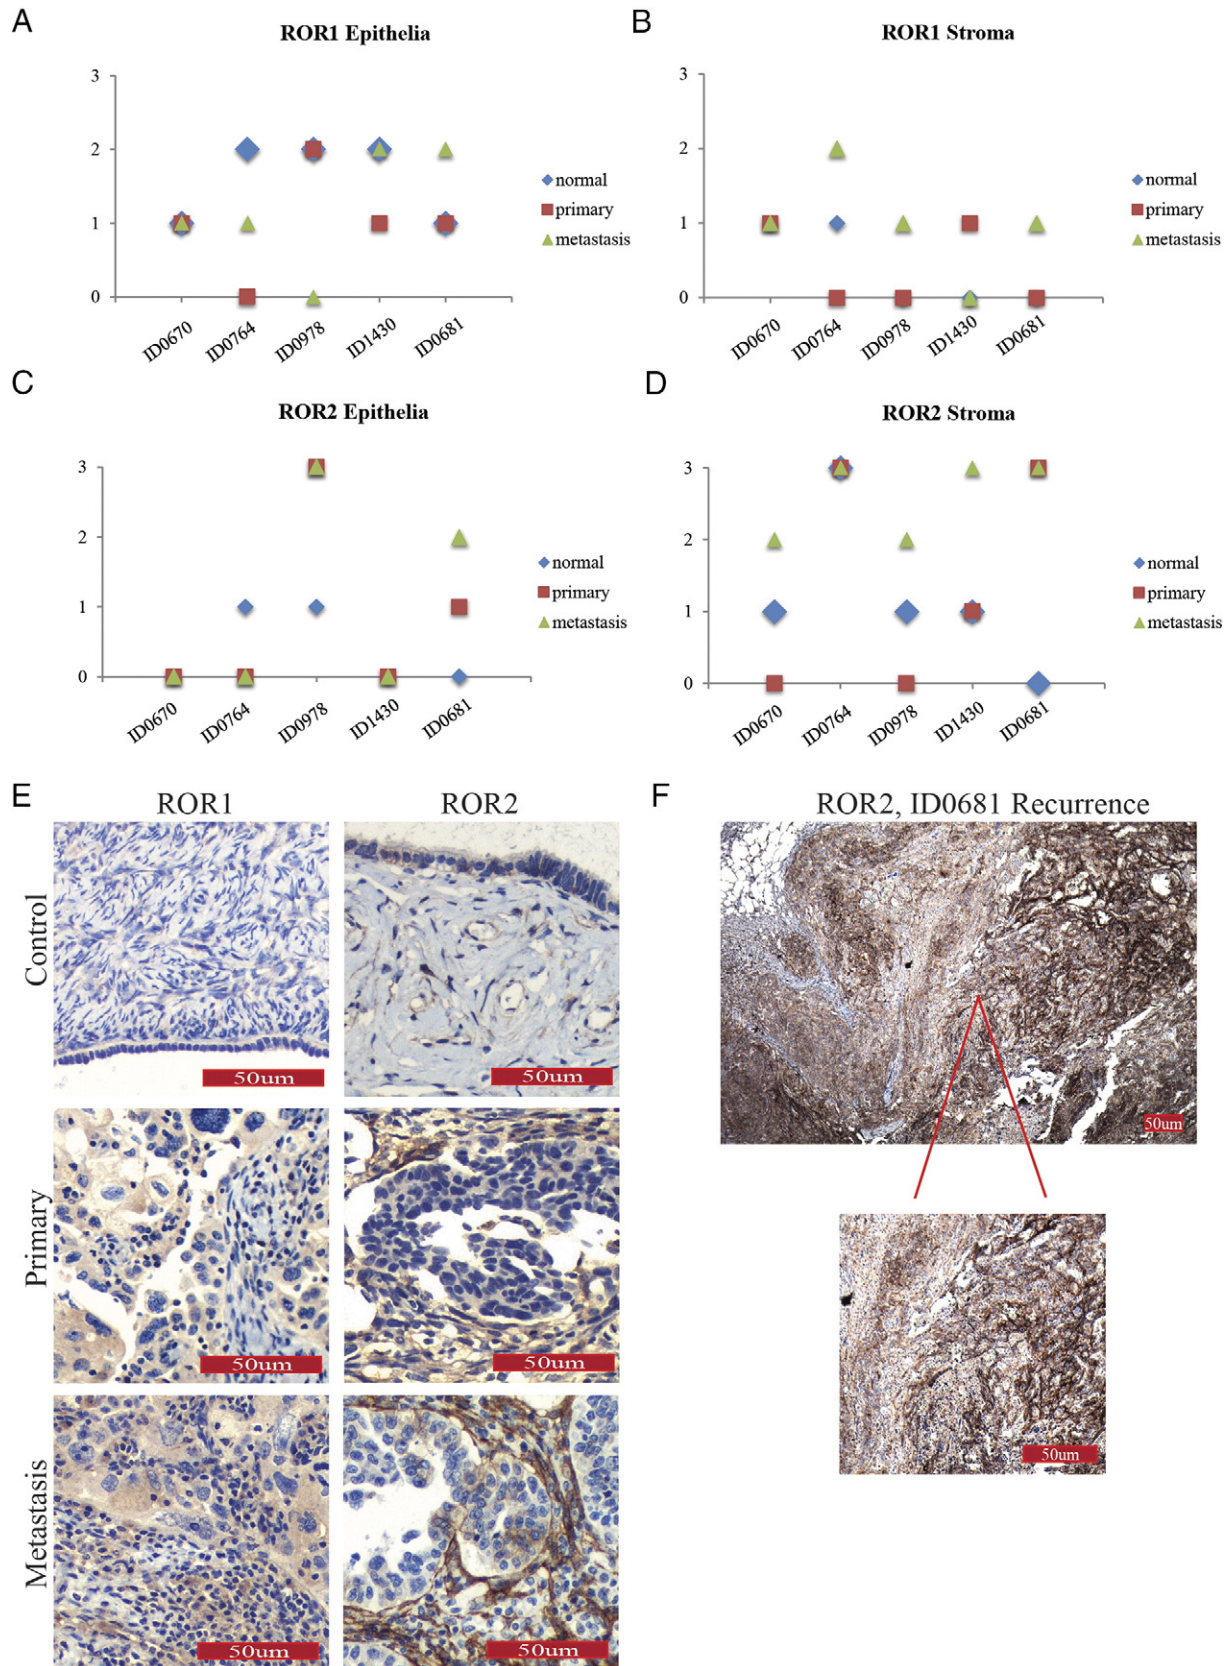 A
ROR1 Epithelia
3
2
1
0
ID0670
ID0764
ID0978
ID1430
ID0681
normal
primary
metastasis
B
ROR1 Stroma
3
2
1
0
ID0670
ID0764
ID0978
ID1430
ID0681
normal
primary
metastasis
C
ROR2 Epithelia
3
2
1
0
ID0670
ID0764
ID0978
ID1430
ID0681
normal
primary
metastasis
D
ROR2 Stroma
3
2
1
0
ID0670
ID0764
ID0978
ID1430
ID0681
normal
primary
metastasis
E
ROR1
ROR2
Control
50um
50um
Primary
50um
50um
Metastasis
50um
50um
F
ROR2, ID0681 Recurrence
50um
50um